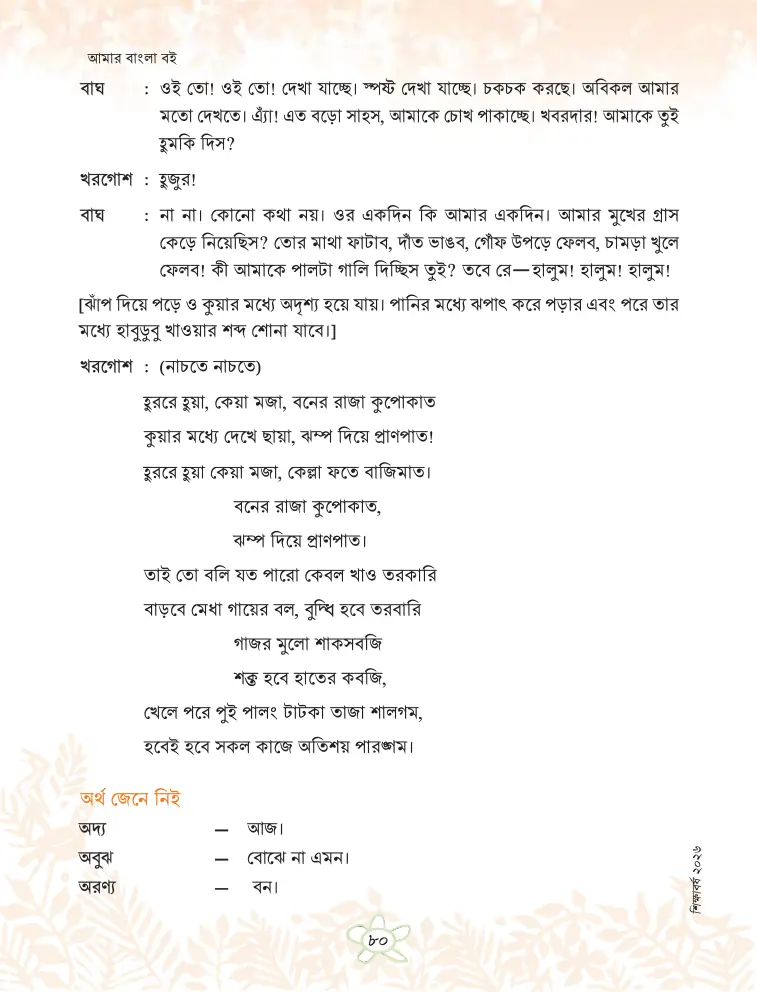 আমার বাংলা বই
বাঘ : ওই তো! ওই তো! দেখা যাচ্ছে। স্পষ্ট দেখা যাচ্ছে। চকচক করছে। অবিকল আমার
মতো দেখতে। এ্যাঁ! এত বড়ো সাহস, আমাকে চোখ পাকাচ্ছে। খবরদার! আমাকে তুই
হুমকি দিস?
খরগোশ : হুজুর!
বাঘ : না না। কোনো কথা নয়। ওর একদিন কি আমার একদিন। আমার মুখের গ্রাস
কেড়ে নিয়েছিস? তোর মাথা ফাটাব, দাঁত ভাঙব, গোঁফ উপড়ে ফেলব, চামড়া খুলে
ফেলব! কী আমাকে পালটা গালি দিচ্ছিস তুই? তবে রে—হালুম! হালুম! হালুম!
[ঝাঁপ দিয়ে পড়ে ও কুয়ার মধ্যে অদৃশ্য হয়ে যায়। পানির মধ্যে ঝপাৎ করে পড়ার এবং পরে তার
মধ্যে হাবুডুবু খাওয়ার শব্দ শোনা যাবে।]
খরগোশ : (নাচতে নাচতে)
হুররে হুয়া, কেয়া মজা, বনের রাজা কুপোকাত
কুয়ার মধ্যে দেখে ছায়া, ঝম্প দিয়ে প্রাণপাত!
হুররে হুয়া কেয়া মজা, কেল্লা ফতে বাজিমাত।
বনের রাজা কুপোকাত,
ঝম্প দিয়ে প্রাণপাত।
তাই তো বলি যত পারো কেবল খাও তরকারি
বাড়বে মেধা গায়ের বল, বুদ্ধি হবে তরবারি
গাজর মুলো শাকসবজি
শক্ত হবে হাতের কবজি,
খেলে পরে পুই পালং টাটকা তাজা শালগম,
হবেই হবে সকল কাজে অতিশয় পারঙ্গম।
অর্থ জেনে নিই
অদ্য — আজ।
অবুঝ — বোঝে না এমন।
অরণ্য — বন।
শিক্ষাবর্ষ ২০২৬
৮০